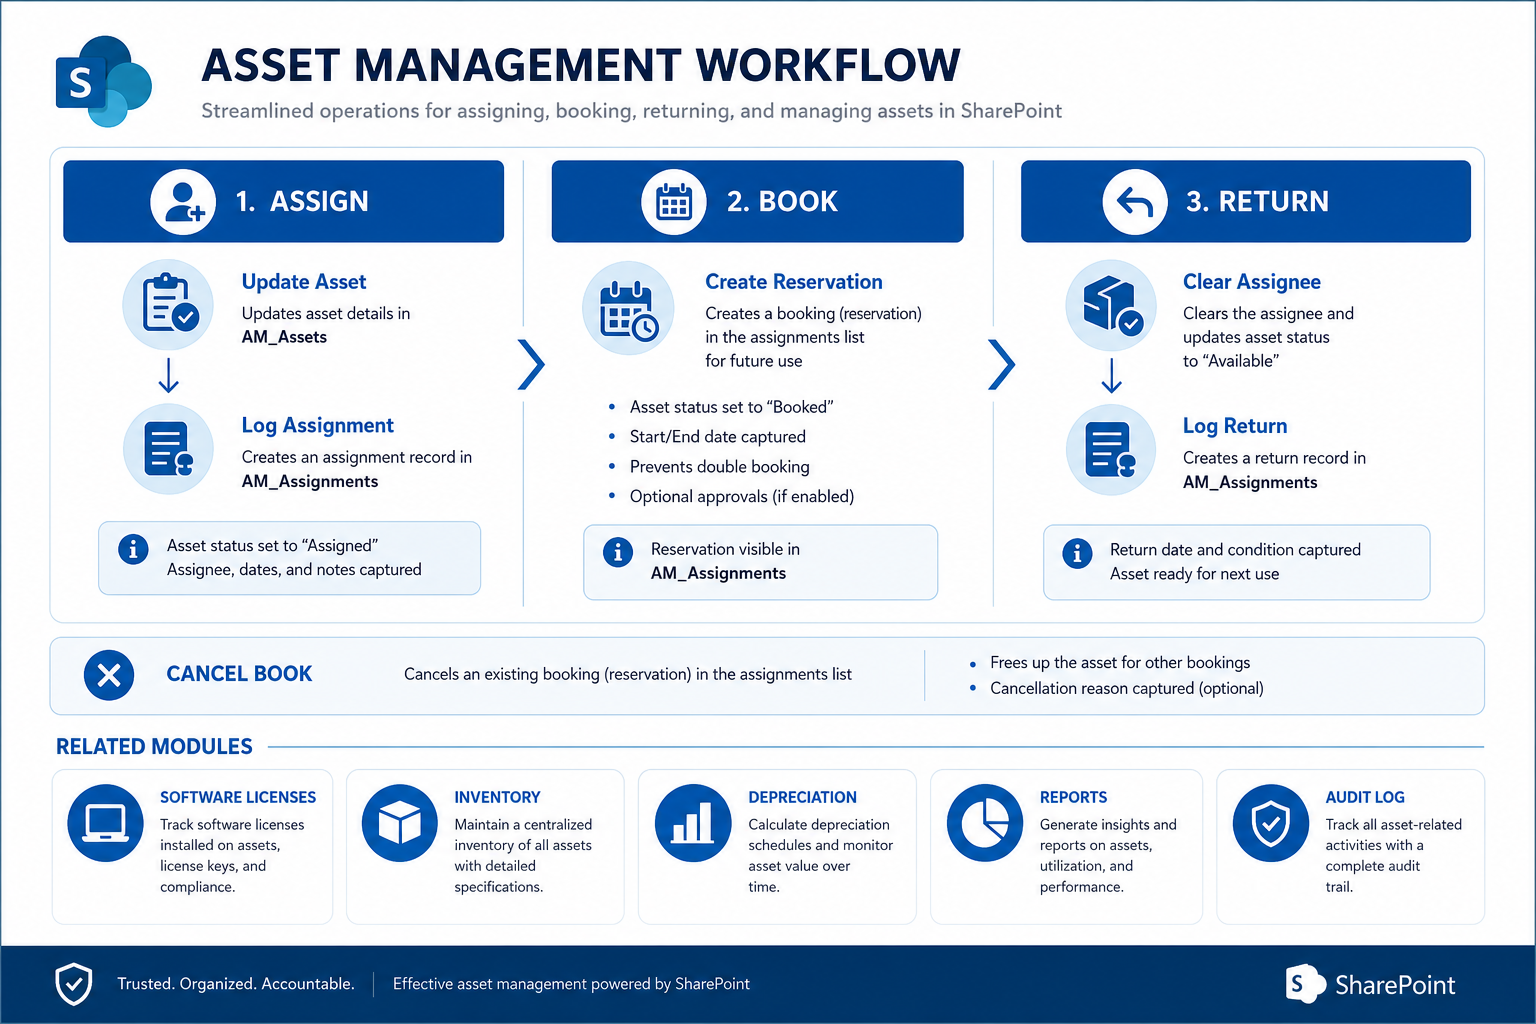 S
ASSET MANAGEMENT WORKFLOW
Streamlined operations for assigning, booking, returning, and managing assets in SharePoint
1. ASSIGN
Update Asset
Updates asset details in
AM_Assets
Log Assignment
Creates an assignment record in
AM_Assignments
i
Asset status set to “Assigned”
Assignee, dates, and notes captured
2. BOOK
Create Reservation
Creates a booking (reservation)
in the assignments list
for future use
• Asset status set to “Booked”
• Start/End date captured
• Prevents double booking
• Optional approvals (if enabled)
i
Reservation visible in
AM_Assignments
3. RETURN
Clear Assignee
Clears the assignee and
updates asset status
to “Available”
Log Return
Creates a return record in
AM_Assignments
i
Return date and condition captured
Asset ready for next use
CANCEL BOOK
Cancels an existing booking (reservation) in the assignments list
• Frees up the asset for other bookings
• Cancellation reason captured (optional)
RELATED MODULES
SOFTWARE LICENSES
Track software licenses
installed on assets,
license keys, and
compliance.
INVENTORY
Maintain a centralized
inventory of all assets
with detailed
specifications.
DEPRECIATION
Calculate depreciation
schedules and monitor
asset value over
time.
REPORTS
Generate insights and
reports on assets,
utilization, and
performance.
AUDIT LOG
Track all asset-related
activities with a
complete audit
trail.
Trusted. Organized. Accountable.
Effective asset management powered by SharePoint
S SharePoint